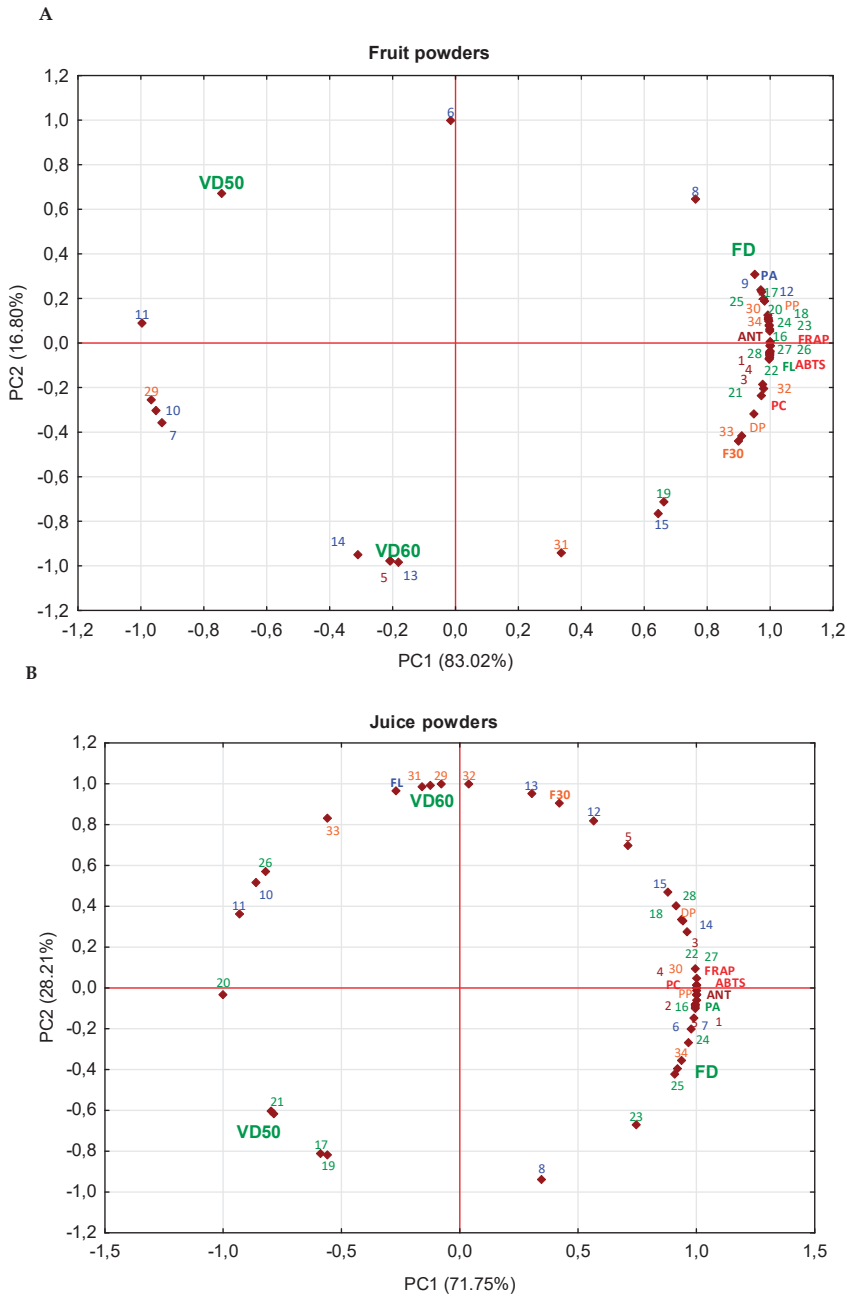 A
Fruit powders
1,2
1,0
0,8
0,6
0,4
0,2
0,0
-0,2
-0,4
-0,6
-0,8
-1,0
-1,2
PC2 (16.80%)
6
VD50
8
FD
9 PA
17 12
25
30 20 PP 18
34 24 23
11
ANT 16 FRAP
28 27 26
1 4 22 FL ABTS
3
21 32
29
10
7
PC
33 DP
F30
19
15
14
VD60
5 13
31
-1,2 -1,0 -0,8 -0,6 -0,4 -0,2 0,0 0,2 0,4 0,6 0,8 1,0 1,2
PC1 (83.02%)
B
Juice powders
1,2
1,0
0,8
0,6
0,4
0,2
0,0
-0,2
-0,4
-0,6
-0,8
-1,0
-1,2
PC2 (28.21%)
FL 31 29 32
VD60
13 F30
12
33
5
26
10
11
15 28
18 DP 14
3
22 27
4 30 FRAP
PC ABTS
20
PP ANT
2 16 PA
6 5 7 1
24
34
FD
25
21
VD50
17
19
23
8
-1,5 -1,0 -0,5 0,0 0,5 1,0 1,5
PC1 (71.75%)